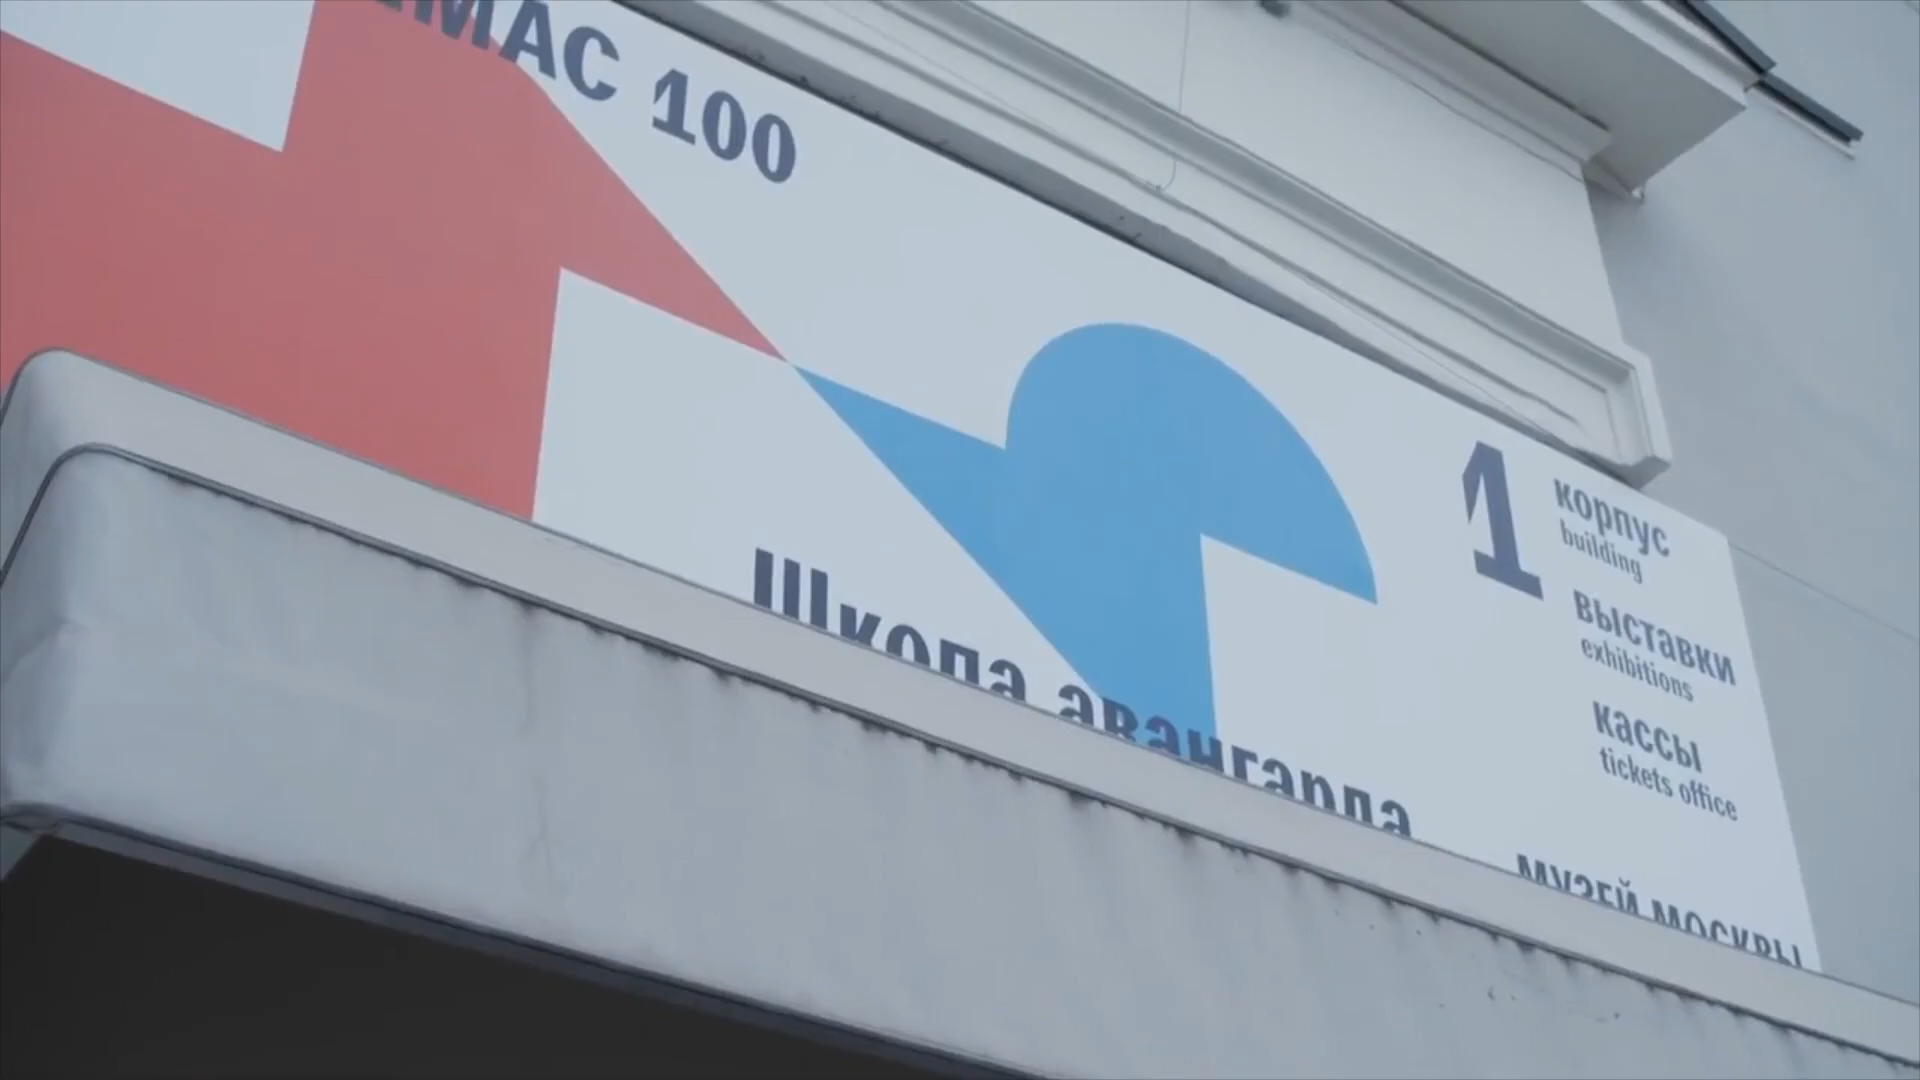 МАС 100
Школа авангарда
1
корпус
building
выставки
exhibitions
кассы
tickets office
МУЗЕЙ МОСКВЫ